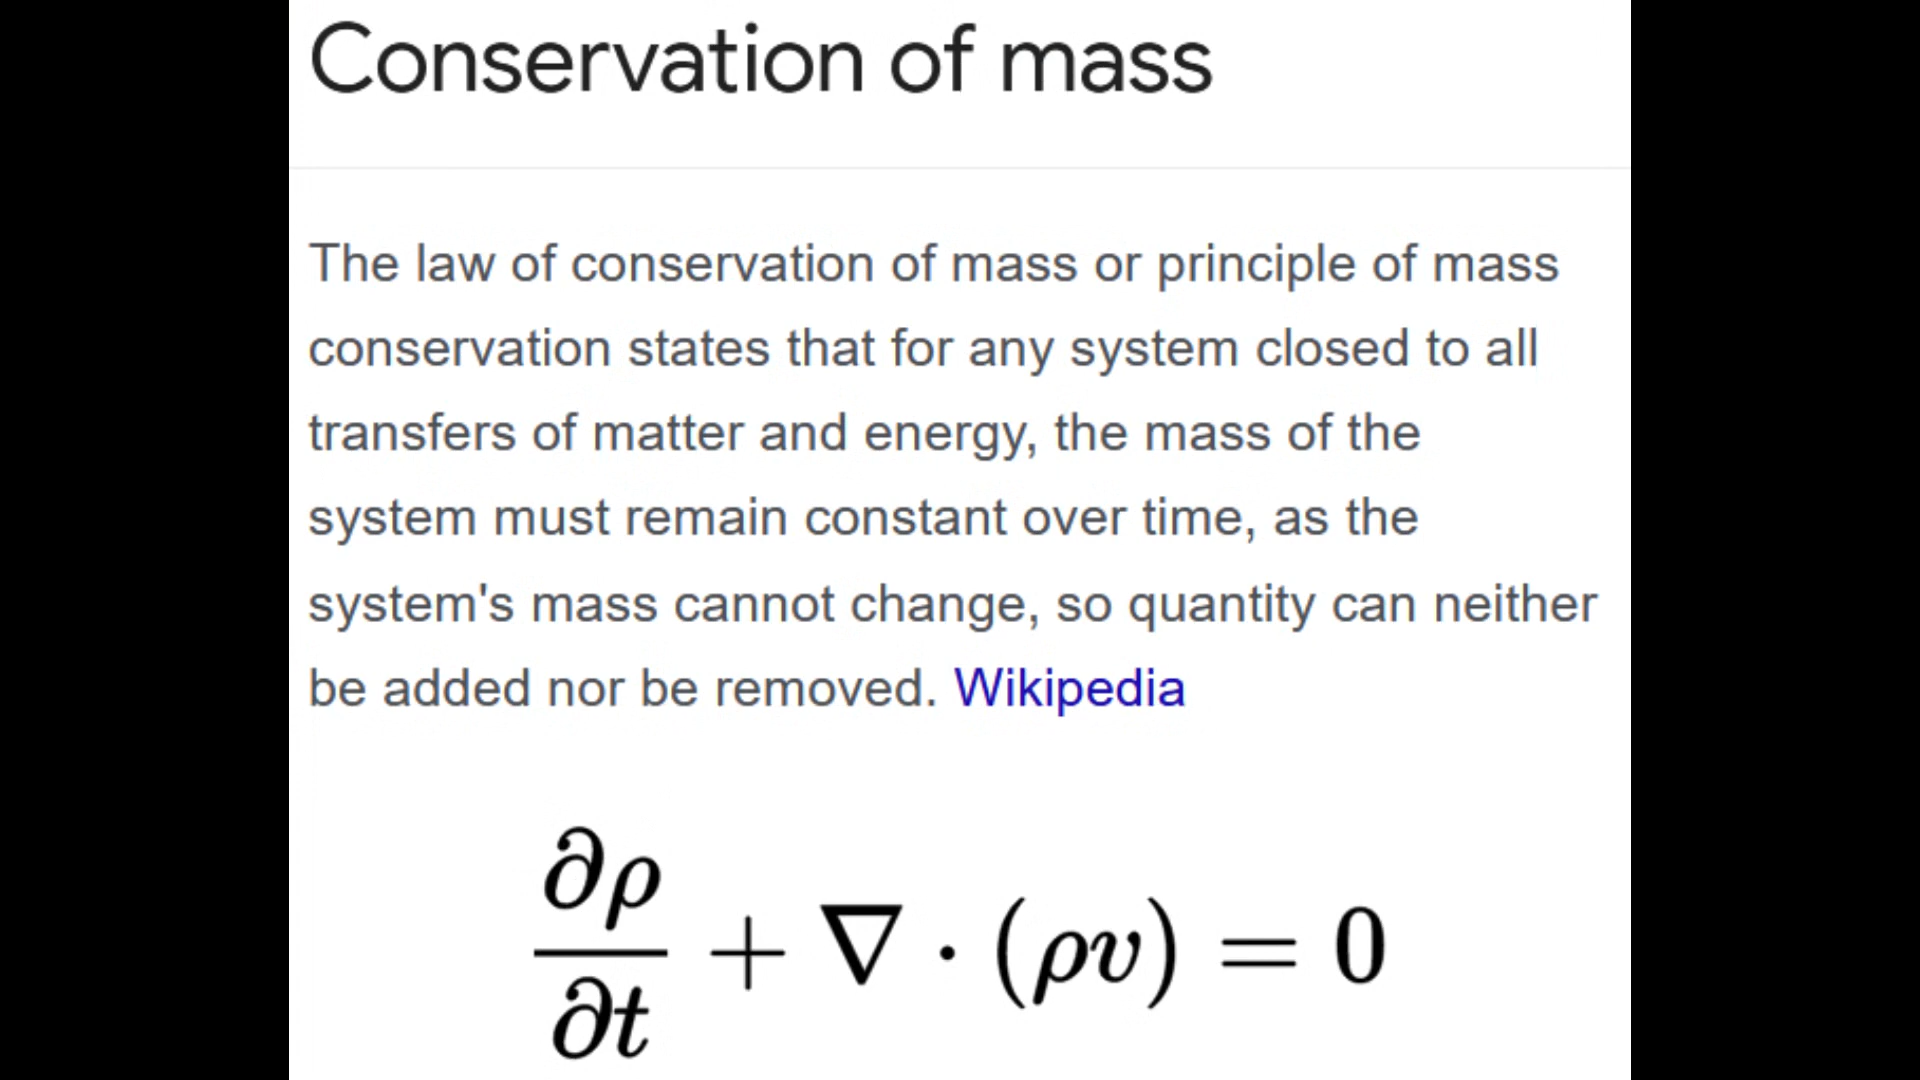 Conservation of mass
The law of conservation of mass or principle of mass
conservation states that for any system closed to all
transfers of matter and energy, the mass of the
system must remain constant over time, as the
system's mass cannot change, so quantity can neither
be added nor be removed. Wikipedia
∂ρ/∂t + ∇ · (ρv) = 0